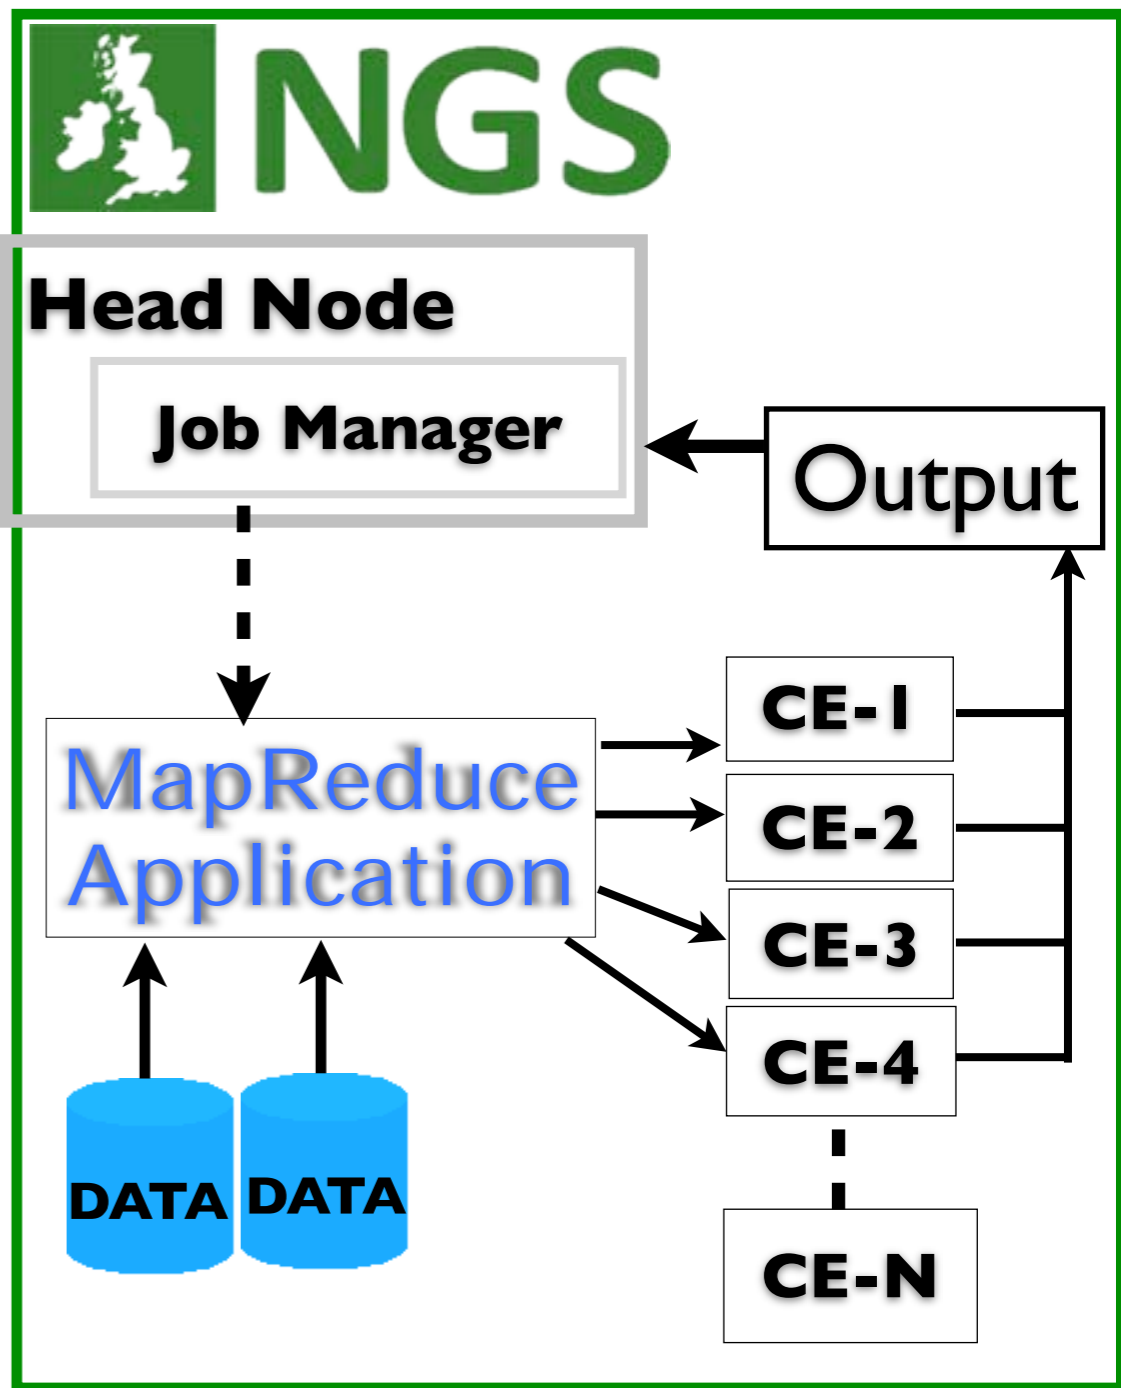 NGS
Head Node
Job Manager
Output
MapReduce
Application
CE-1
CE-2
CE-3
CE-4
CE-N
DATA
DATA